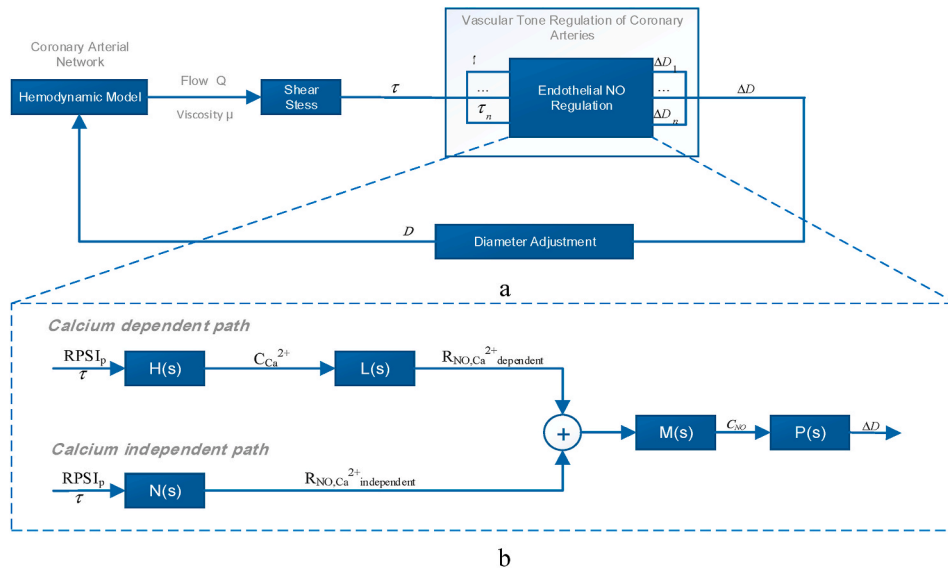 Vascular Tone Regulation of Coronary
Arteries
Coronary Arterial
Network
Hemodynamic Model
Flow Q
Viscosity μ
Shear
Stess
τ
...
τn
Endothelial NO
Regulation
ΔD1
...
ΔDn
ΔD
D
Diameter Adjustment
a
Calcium dependent path
RPSIp
τ
H(s)
CCa2+
L(s)
RNO,Ca2+dependent
+
M(s)
CNO
P(s)
ΔD
Calcium independent path
RPSIp
τ
N(s)
RNO,Ca2+independent
b